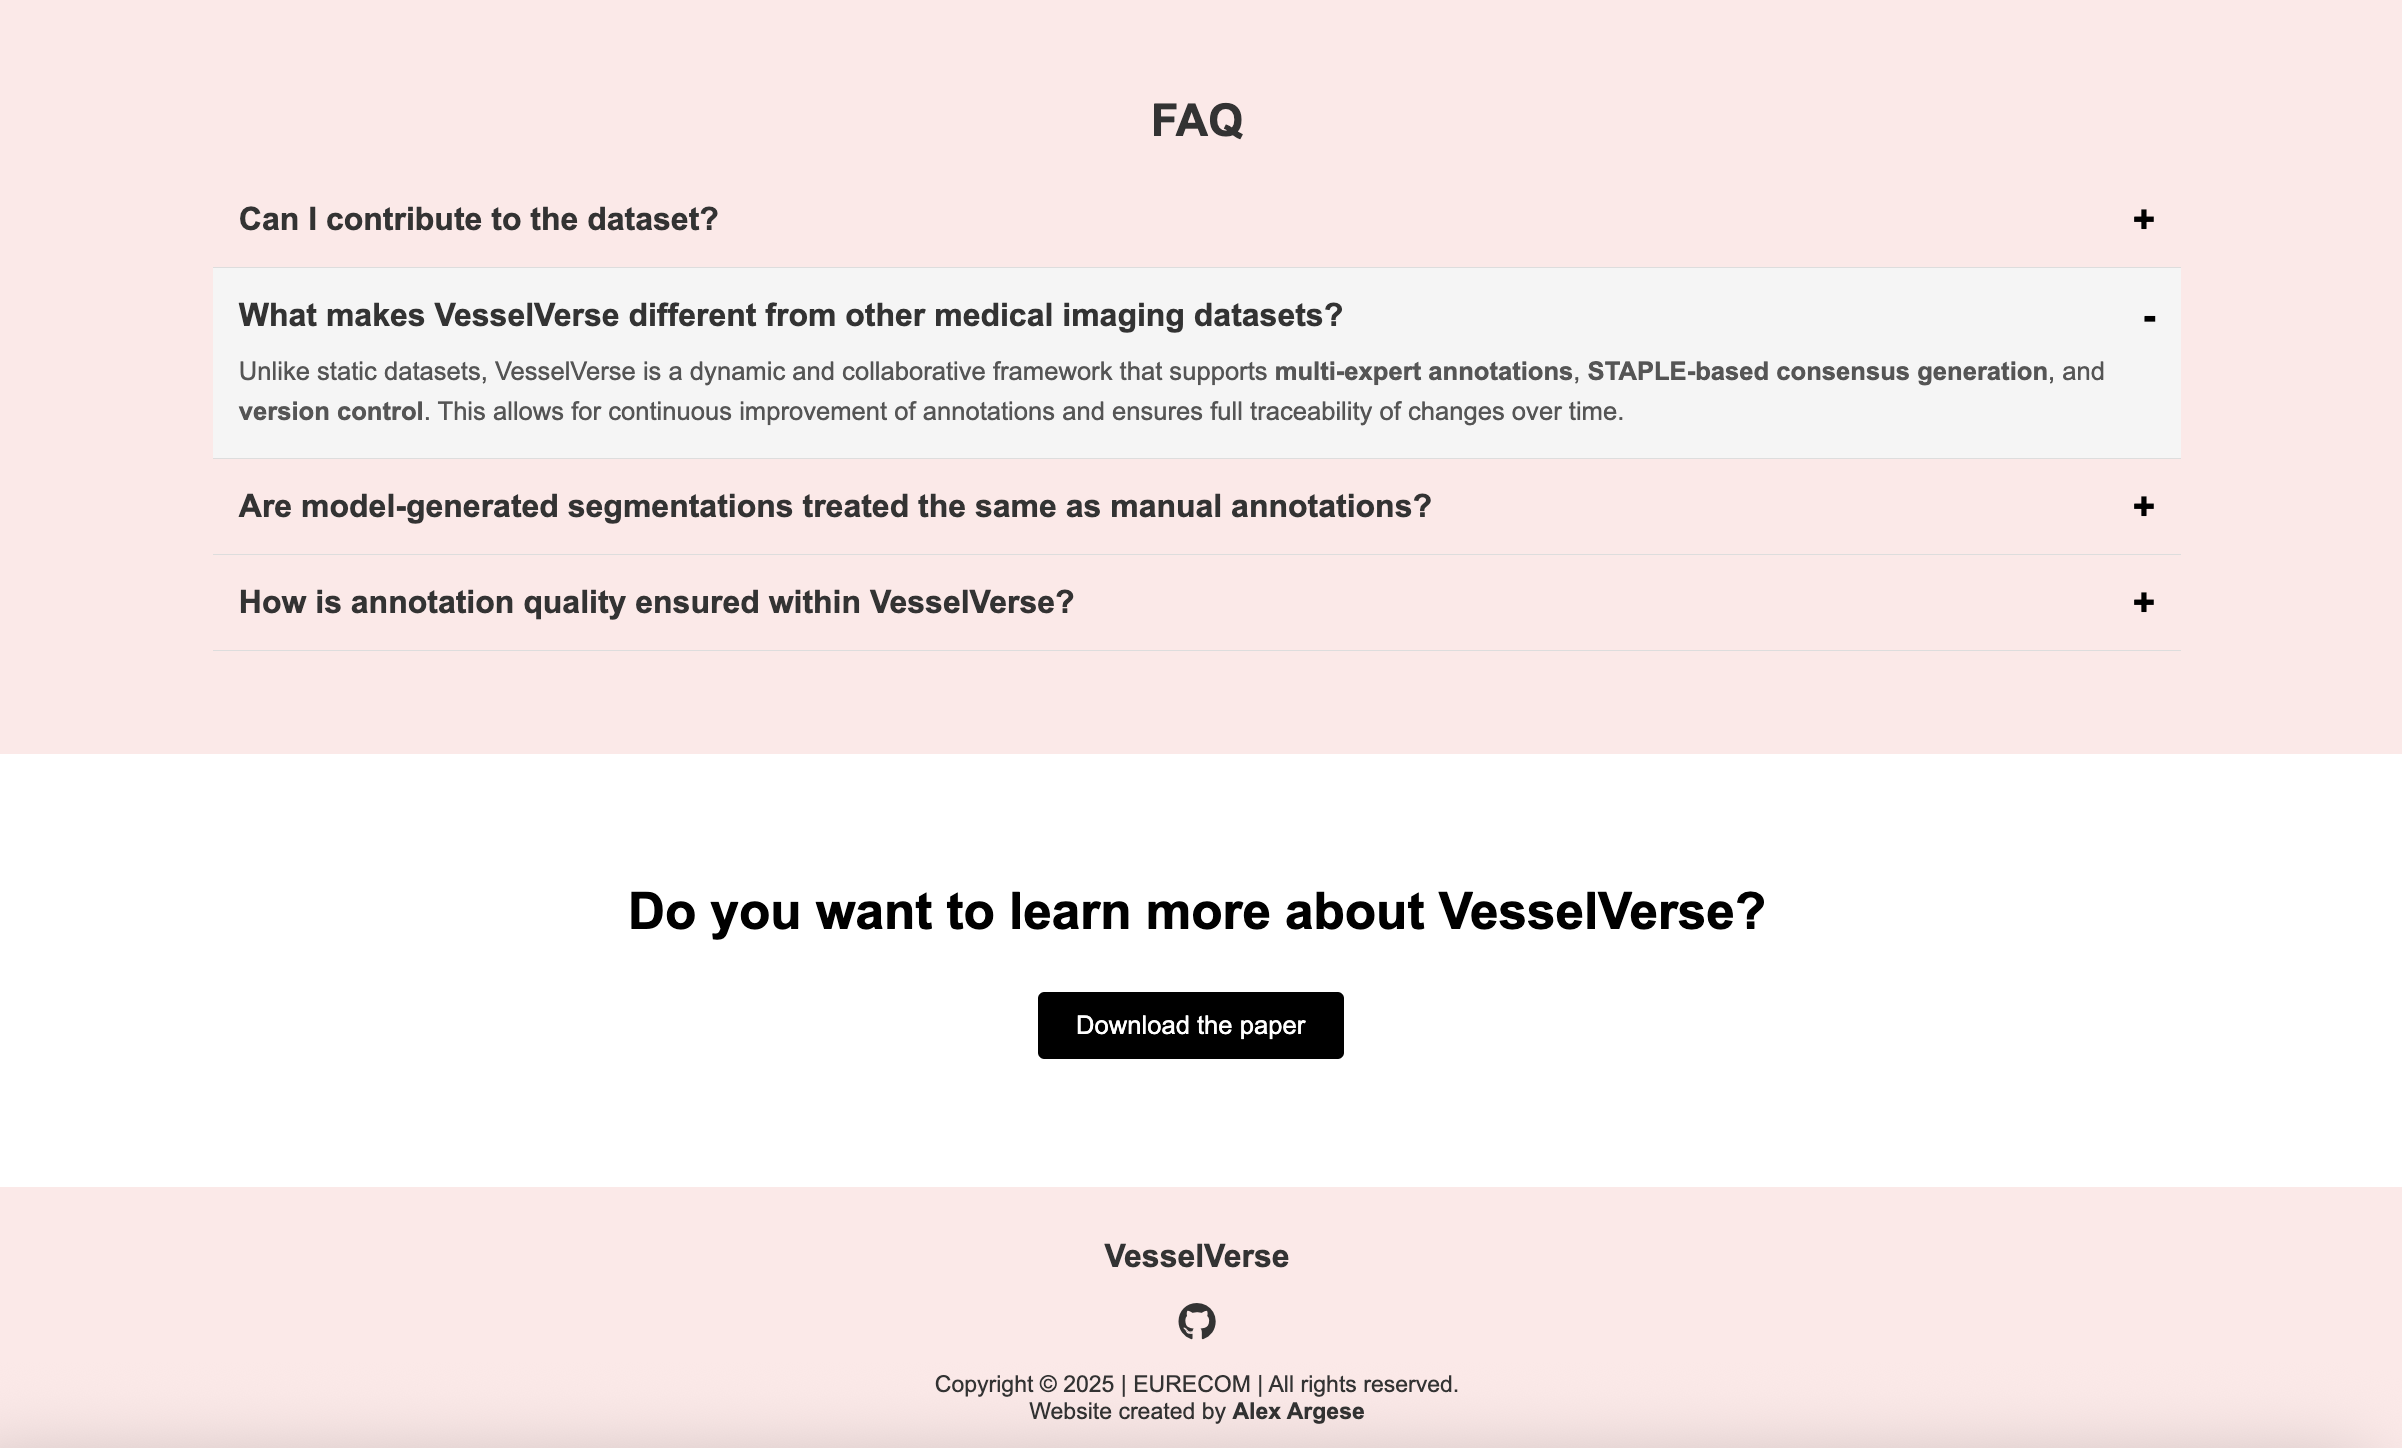 FAQ
Can I contribute to the dataset? +
What makes VesselVerse different from other medical imaging datasets? -
Unlike static datasets, VesselVerse is a dynamic and collaborative framework that supports multi-expert annotations, STAPLE-based consensus generation, and
version control. This allows for continuous improvement of annotations and ensures full traceability of changes over time.
Are model-generated segmentations treated the same as manual annotations? +
How is annotation quality ensured within VesselVerse? +
Do you want to learn more about VesselVerse?
Download the paper
VesselVerse
Copyright © 2025 | EURECOM | All rights reserved.
Website created by Alex Argese